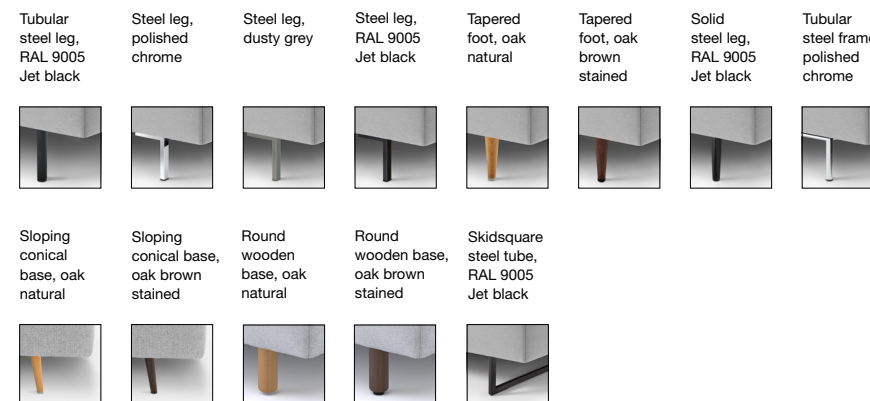 Tubular
steel leg,
RAL 9005
Jet black
Steel leg,
polished
chrome
Steel leg,
dusty grey
Steel leg,
RAL 9005
Jet black
Tapered
foot, oak
natural
Tapered
foot, oak
brown
stained
Solid
steel leg,
RAL 9005
Jet black
Tubular
steel frame
polished
chrome
Sloping
conical
base, oak
natural
Sloping
conical base,
oak brown
stained
Round
wooden
base, oak
natural
Round
wooden base,
oak brown
stained
Skidsquare
steel tube,
RAL 9005
Jet black